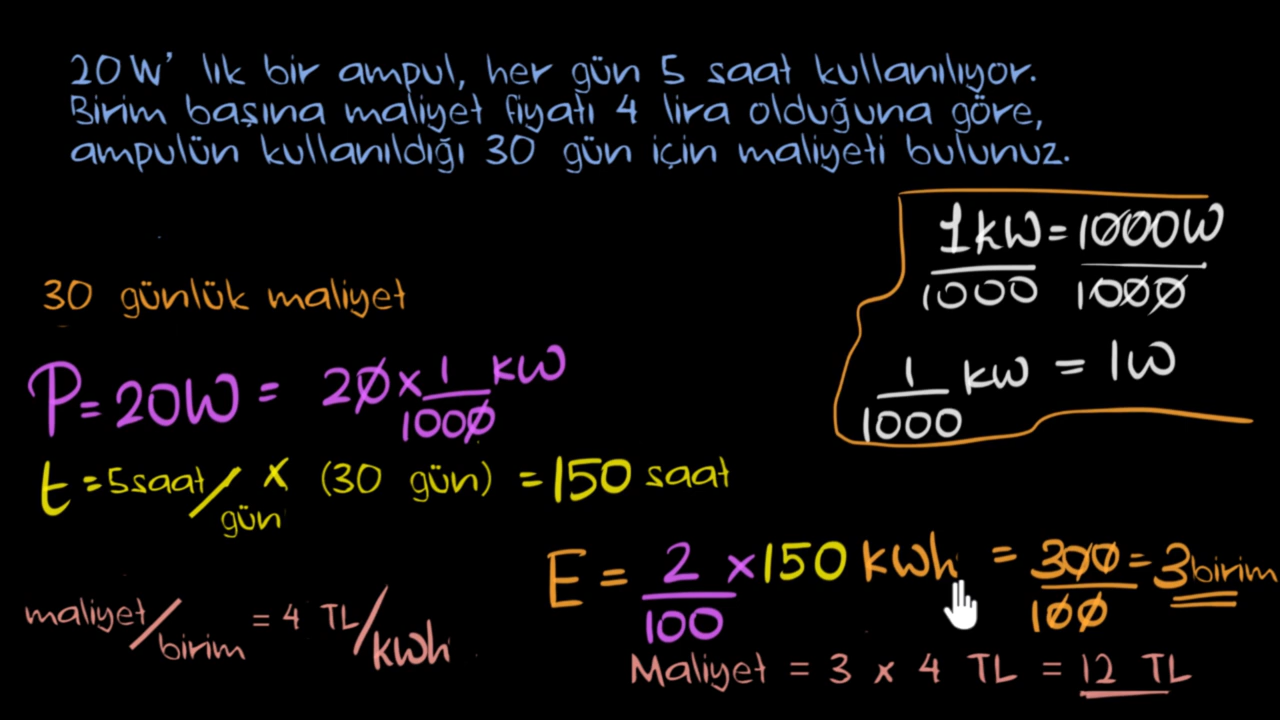 20W' lık bir ampul, her gün 5 saat kullanılıyor.
Birim başına maliyet fiyatı 4 lira olduğuna göre,
ampulün kullanıldığı 30 gün için maliyeti bulunuz.
1kW = 1000W
1000 1000
30 günlük maliyet
1/1000 kW = 1W
P = 20W = 20 x 1/1000 kW
t = 5saat/gün x (30 gün) = 150 saat
E = 2/100 x 150 kWh = 300/100 = 3birim
maliyet/birim = 4 TL/kWh
Maliyet = 3 x 4 TL = 12 TL